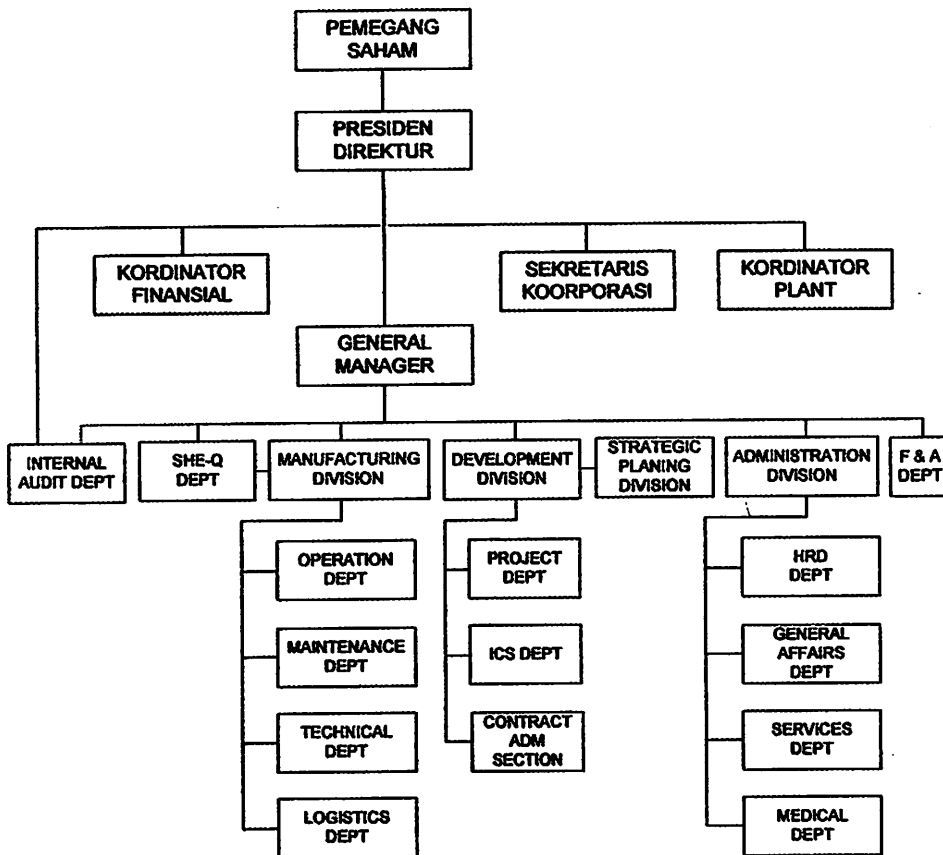 PEMEGANG
SAHAM
PRESIDEN
DIREKTUR
KORDINATOR
FINANSIAL
SEKRETARIS
KOORPORASI
KORDINATOR
PLANT
GENERAL
MANAGER
INTERNAL
AUDIT DEPT
SHE-Q
DEPT
MANUFACTURING
DIVISION
DEVELOPMENT
DIVISION
STRATEGIC
PLANING
DIVISION
ADMINISTRATION
DIVISION
F & A
DEPT
OPERATION
DEPT
MAINTENANCE
DEPT
TECHNICAL
DEPT
LOGISTICS
DEPT
PROJECT
DEPT
ICS DEPT
CONTRACT
ADM
SECTION
HRD
DEPT
GENERAL
AFFAIRS
DEPT
SERVICES
DEPT
MEDICAL
DEPT